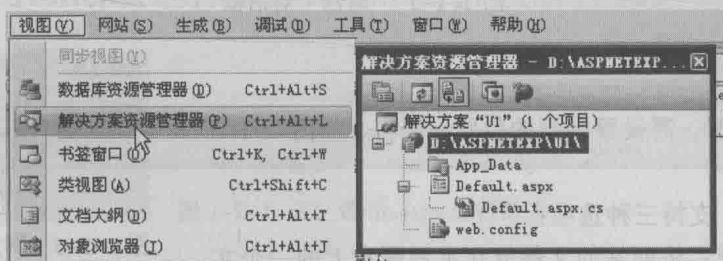 视图(V) 网站(S) 生成(B) 调试(D) 工具(T) 窗口(W) 帮助(H)
同步视图(V)
数据库资源管理器(D) Ctrl+Alt+S
解决方案资源管理器(P) Ctrl+Alt+L
书签窗口(O) Ctrl+K, Ctrl+W
类视图(A) Ctrl+Shift+C
文档大纲(D) Ctrl+Alt+T
对象浏览器(J) Ctrl+Alt+J
解决方案资源管理器 - D:\ASPNETEXP...
解决方案“U1”(1 个项目)
D:\ASPNETEXP\U1\
App_Data
Default.aspx
Default.aspx.cs
web.config
支持三种